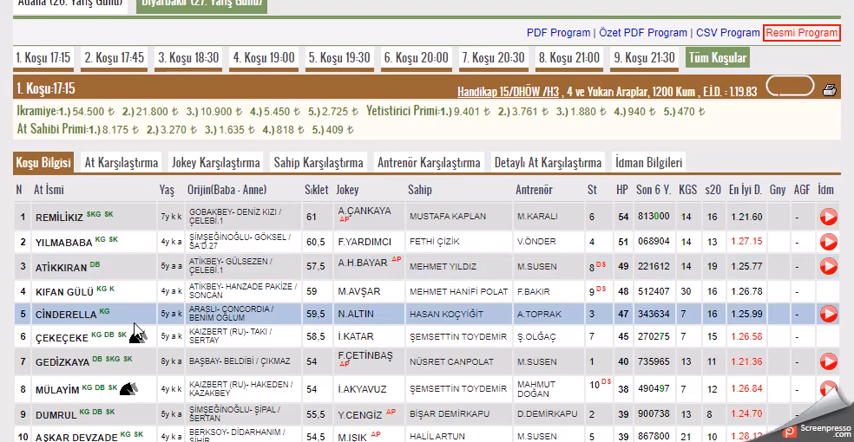 Adana (26. Yarış Günü) Diyarbakır (27. Yarış Günü)
PDF Program | Özet PDF Program | CSV Program | Resmi Program
1. Koşu 17:15 2. Koşu 17:45 3. Koşu 18:30 4. Koşu 19:00 5. Koşu 19:30 6. Koşu 20:00 7. Koşu 20:30 8. Koşu 21:00 9. Koşu 21:30 Tüm Koşular
1. Koşu:17:15 Handikap 15/DHÖW /H3 , 4 ve Yukarı Araplar, 1200 Kum , E.İ.D. : 1.19.83
İkramiye:1.) 54.500 ₺ 2.) 21.800 ₺ 3.) 10.900 ₺ 4.) 5.450 ₺ 5.) 2.725 ₺ Yetistirici Primi:1.) 9.401 ₺ 2.) 3.761 ₺ 3.) 1.880 ₺ 4.) 940 ₺ 5.) 470 ₺
At Sahibi Primi:1.) 8.175 ₺ 2.) 3.270 ₺ 3.) 1.635 ₺ 4.) 818 ₺ 5.) 409 ₺
Koşu Bilgisi At Karşılaştırma Jokey Karşılaştırma Sahip Karşılaştırma Antrenör Karşılaştırma Detaylı At Karşılaştırma İdman Bilgileri
N At İsmi Yaş Orijin(Baba - Anne) Sıklet Jokey Sahip Antrenör St HP Son 6 Y. KGS s20 En İyi D. Gny AGF İdm
1 REMİLİKIZ SKG SK 7y k k GOBAKBEY- DENİZ KIZI / ÇELEBİ.1 61 A.ÇANKAYA AP MUSTAFA KAPLAN M.KARALI 6 54 813000 14 16 1.21.60 -
2 YILMABABA KG SK 4y a a ŞİMŞEĞİNOĞLU- GÖKSEL / SA D.27 60,5 F.YARDIMCI FETHİ ÇİZİK V.ÖNDER 4 51 068904 14 13 1.27.15 -
3 ATİKKIRAN DB 5y a a ATİKBEY- GÜLSEZEN / ÇELEBİ.1 57,5 A.H.BAYAR AP MEHMET YILDIZ M.SUSEN 8 DS 49 221612 14 19 1.25.77 -
4 KIFAN GÜLÜ KG K 4y k a ATİKBEY- HANZADE PAKİZE / SONCAN 59 M.AVŞAR MEHMET HANİFİ POLAT F.BAKIR 9 DS 48 512407 30 16 1.28.77 -
5 CİNDERELLA KG 5y a k ARASLI- ÇONCORDIA / BENİM OĞLUM 59,5 N.ALTIN HASAN KOÇYİĞİT A.TOPRAK 3 47 343634 7 16 1.25.99 -
6 ÇEKEÇEKE KG DB SK 5y a k KAIZBERT (RU)- TAKI / SERTAY 58,5 İ.KATAR ŞEMSETTİN TOYDEMİR Ş.OLĞAÇ 7 45 270275 7 15 1.26.58 -
7 GEDİZKAYA DB SKG SK 8y k a BAŞBAY- BELDİBİ / ÇIKMAZ 54 F.ÇETİNBAŞ AP NÜSRET CANPOLAT M.SUSEN 1 40 735965 13 11 1.21.36 -
8 MÜLAYİM KG DB SK 4y k k KAIZBERT (RU)- HAKEDEN / KAZAKBEY 54 İ.AKYAVUZ ŞEMSETTİN TOYDEMİR MAHMUT DOĞAN 10 DS 38 490497 7 12 1.26.84 -
9 DUMRUL KG DB SK 5y a k ŞİMŞEĞİNOĞLU- ŞİPAL / SERTAN 55,5 Y.CENGİZ AP BİŞAR DEMİRKAPU D.DEMİRKAPU 2 39 900738 13 8 1.24.70 -
10 AŞKAR DEVZADE KG SK 4y a k BERKSOY- DİDARHANIM / 54 M.IŞIK AP HALİL ARTUN M.SUSEN 5 39 867800 21 10
Screenpresso.com